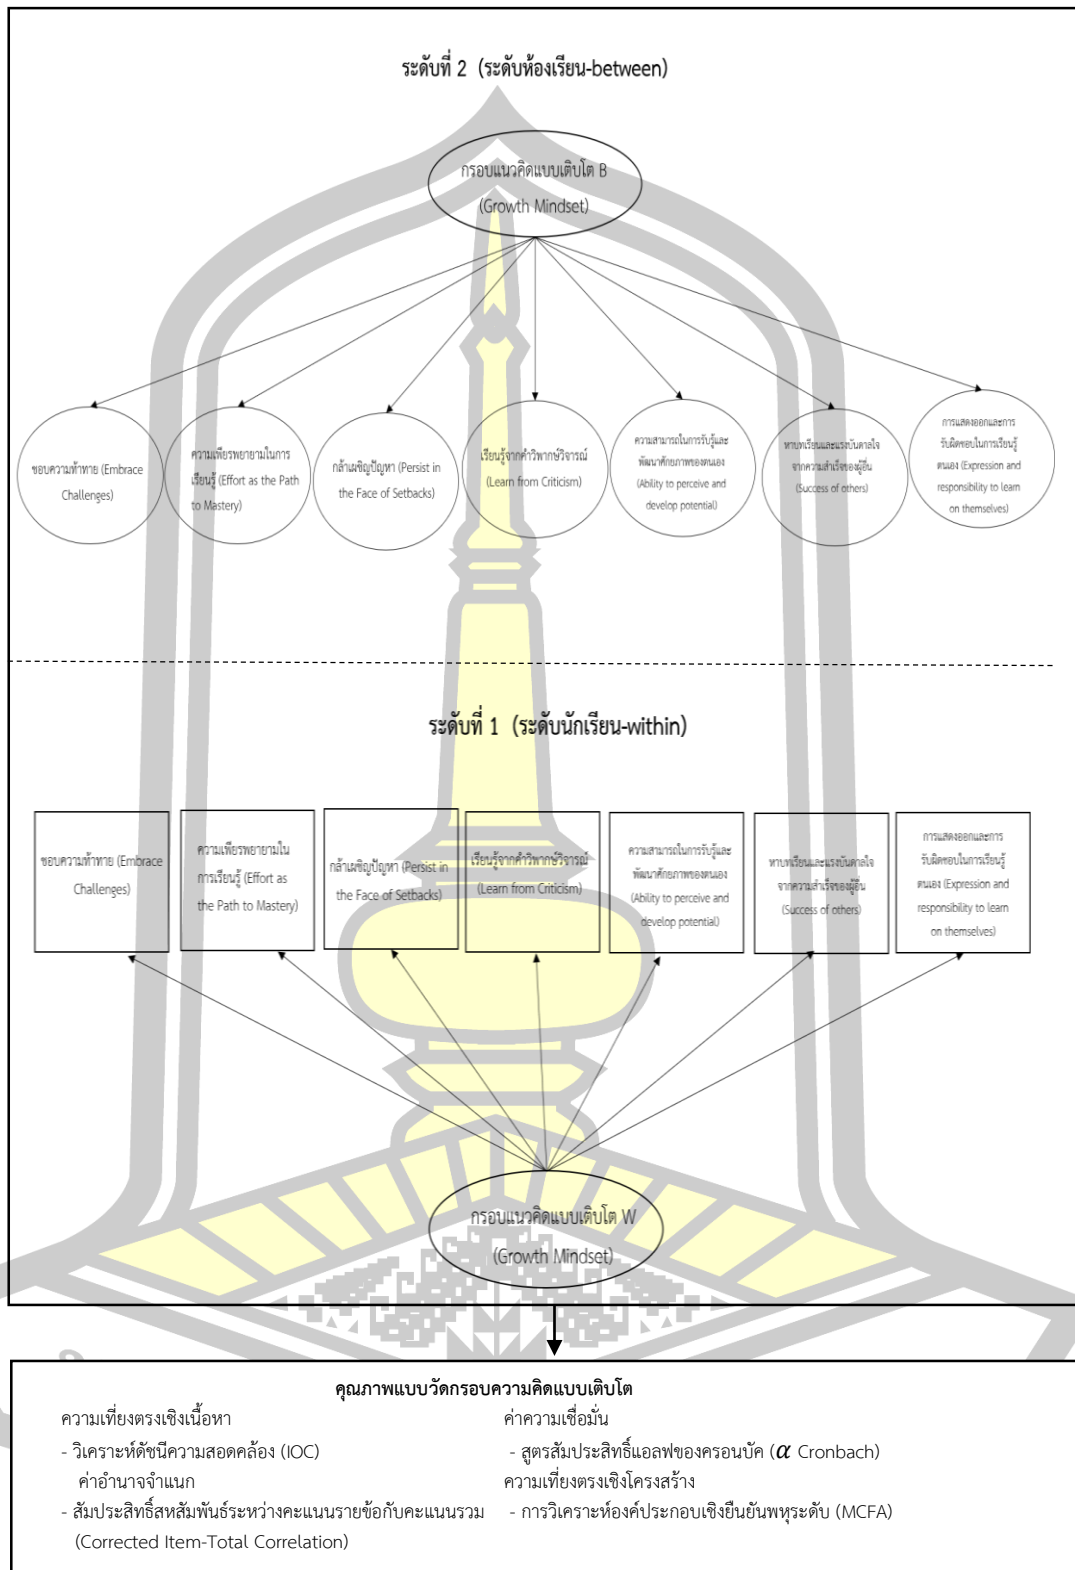 ระดับที่ 2  (ระดับห้องเรียน-between)
กรอบแนวคิดแบบเติบโต B
(Growth Mindset)
ชอบความท้าทาย (Embrace
Challenges)
ความเพียรพยายามในการ
เรียนรู้ (Effort as the Path
to Mastery)
กล้าเผชิญปัญหา (Persist in
the Face of Setbacks)
เรียนรู้จากคำวิพากษ์วิจารณ์
(Learn from Criticism)
ความสามารถในการรับรู้และ
พัฒนาศักยภาพของตนเอง
(Ability to perceive and
develop potential)
หาบทเรียนและแรงบันดาลใจ
จากความสำเร็จของผู้อื่น
(Success of others)
การแสดงออกและการ
รับผิดชอบในการเรียนรู้
ตนเอง (Expression and
responsibility to learn
on themselves)
ระดับที่ 1  (ระดับนักเรียน-within)
ชอบความท้าทาย (Embrace
Challenges)
ความเพียรพยายามใน
การเรียนรู้ (Effort as
the Path to Mastery)
กล้าเผชิญปัญหา (Persist in
the Face of Setbacks)
เรียนรู้จากคำวิพากษ์วิจารณ์
(Learn from Criticism)
ความสามารถในการรับรู้และ
พัฒนาศักยภาพของตนเอง
(Ability to perceive and
develop potential)
หาบทเรียนและแรงบันดาลใจ
จากความสำเร็จของผู้อื่น
(Success of others)
การแสดงออกและการ
รับผิดชอบในการเรียนรู้
ตนเอง (Expression and
responsibility to learn
on themselves)
กรอบแนวคิดแบบเติบโต W
(Growth Mindset)
คุณภาพแบบวัดกรอบความคิดแบบเติบโต
ความเที่ยงตรงเชิงเนื้อหา
- วิเคราะห์ดัชนีความสอดคล้อง (IOC)
ค่าอำนาจจำแนก
- สัมประสิทธิ์สหสัมพันธ์ระหว่างคะแนนรายข้อกับคะแนนรวม
(Corrected Item-Total Correlation)
ค่าความเชื่อมั่น
- สูตรสัมประสิทธิ์แอลฟของครอนบัค (α Cronbach)
ความเที่ยงตรงเชิงโครงสร้าง
- การวิเคราะห์องค์ประกอบเชิงยืนยันพหุระดับ (MCFA)